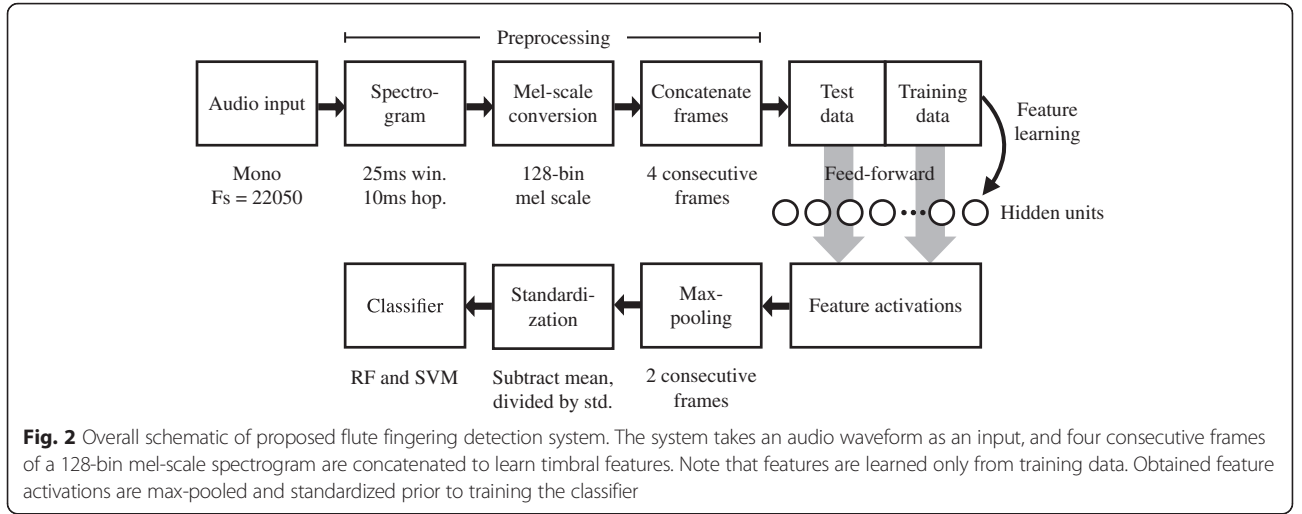 Preprocessing
Audio input
Spectro-
gram
Mel-scale
conversion
Concatenate
frames
Test
data
Training
data
Feature
learning
Mono
Fs = 22050
25ms win.
10ms hop.
128-bin
mel scale
4 consecutive
frames
Feed-forward
Hidden units
Classifier
Standardi-
zation
Max-
pooling
Feature activations
RF and SVM
Subtract mean,
divided by std.
2 consecutive
frames
Fig. 2 Overall schematic of proposed flute fingering detection system. The system takes an audio waveform as an input, and four consecutive frames
of a 128-bin mel-scale spectrogram are concatenated to learn timbral features. Note that features are learned only from training data. Obtained feature
activations are max-pooled and standardized prior to training the classifier